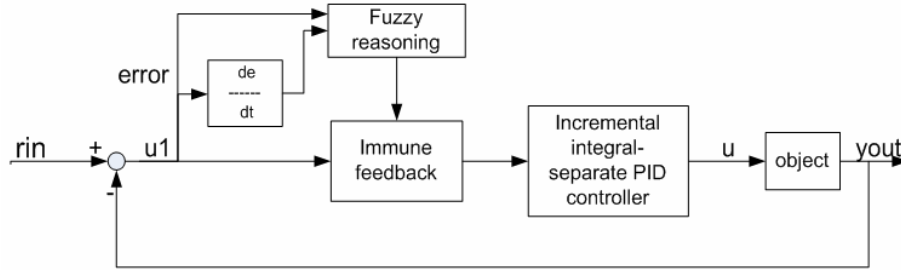 Fuzzy
reasoning
error
de
------
dt
rin
+
u1
-
Immune
feedback
Incremental
integral-
separate PID
controller
u
object
yout